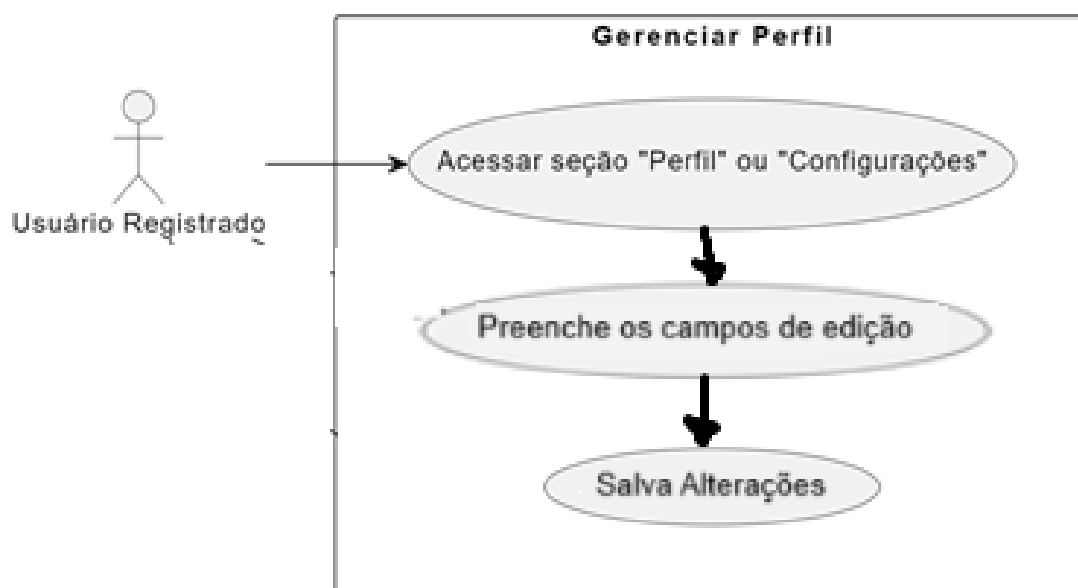 Gerenciar Perfil
Acessar seção "Perfil" ou "Configurações"
Usuário Registrado
Preenche os campos de edição
Salva Alterações